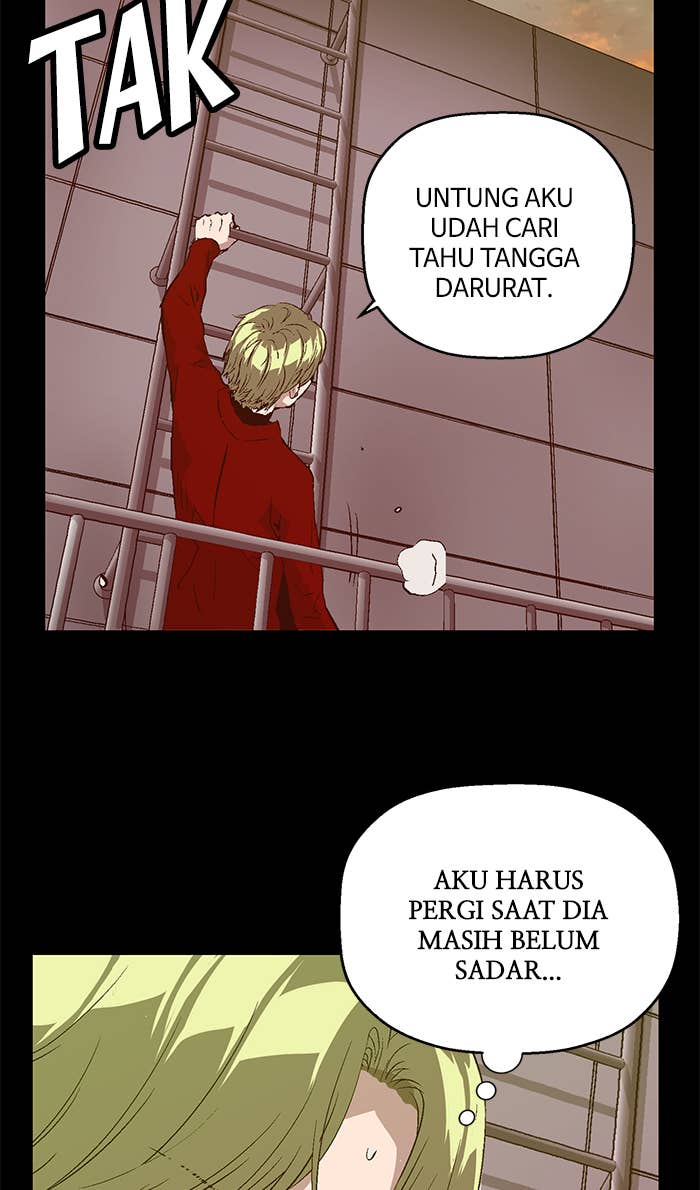 TAK
UNTUNG AKU
UDAH CARI
TAHU TANGGA
DARURAT.
AKU HARUS
PERGI SAAT DIA
MASIH BELUM
SADAR...